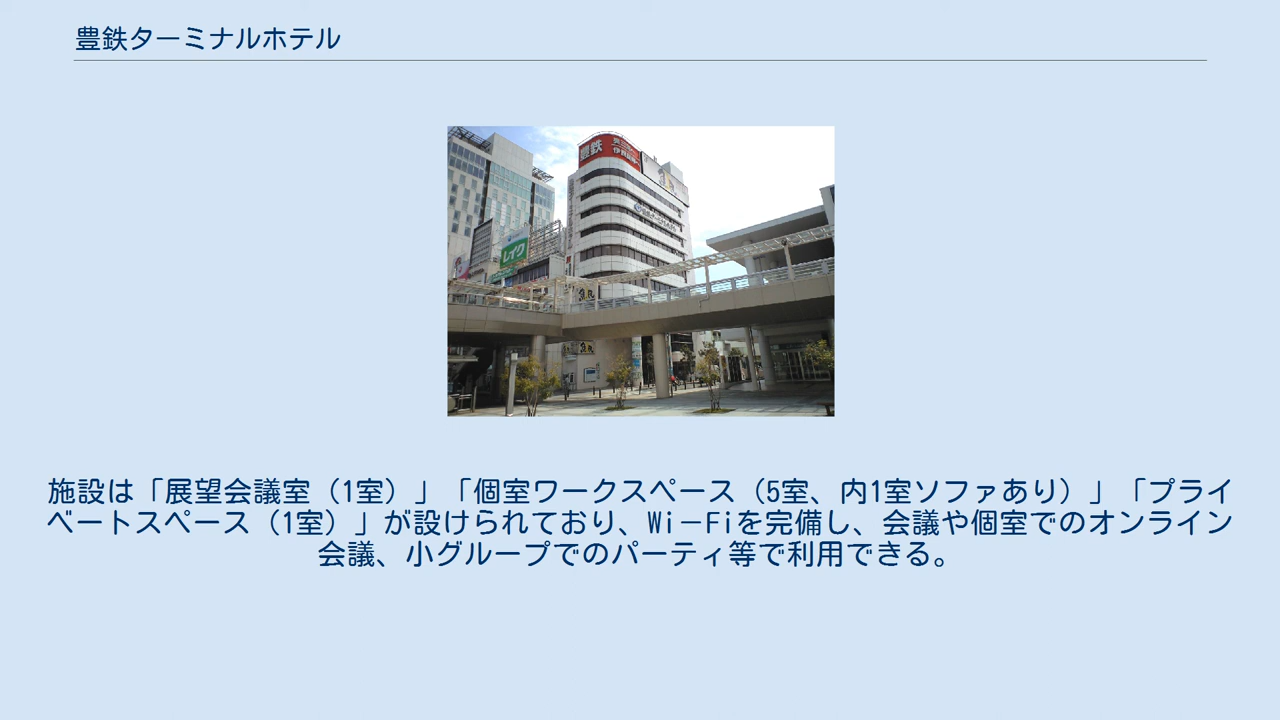 豊鉄ターミナルホテル
豊鉄
レイク
施設は「展望会議室（1室）」「個室ワークスペース（5室、内1室ソファあり）」「プライ
ベートスペース（1室）」が設けられており、Wi－Fiを完備し、会議や個室でのオンライン
会議、小グループでのパーティ等で利用できる。